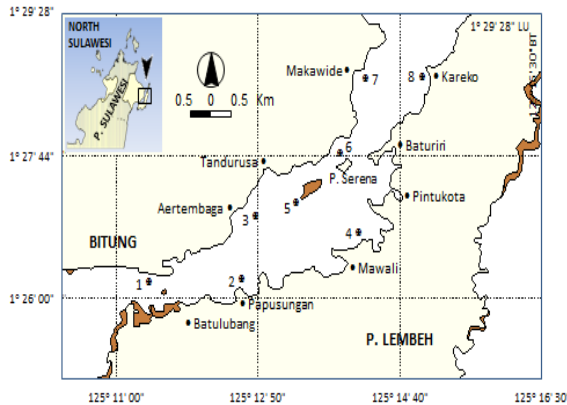 1° 29'28"
NORTH
SULAWESI
P. SULAWESI
0.5 0 0.5 Km
1° 29' 28" LU
Makawide
7
8
Kareko
1° 27'44"
6
Baturiri
Tandurusa
P. Serena
Pintukota
Aertembaga
5
3
4
BITUNG
Mawali
1
2
1° 26'00"
Papusungan
Batulubang
P. LEMBEH
125° 11'00" 125° 12'50" 125° 14'40" 125° 16'30"